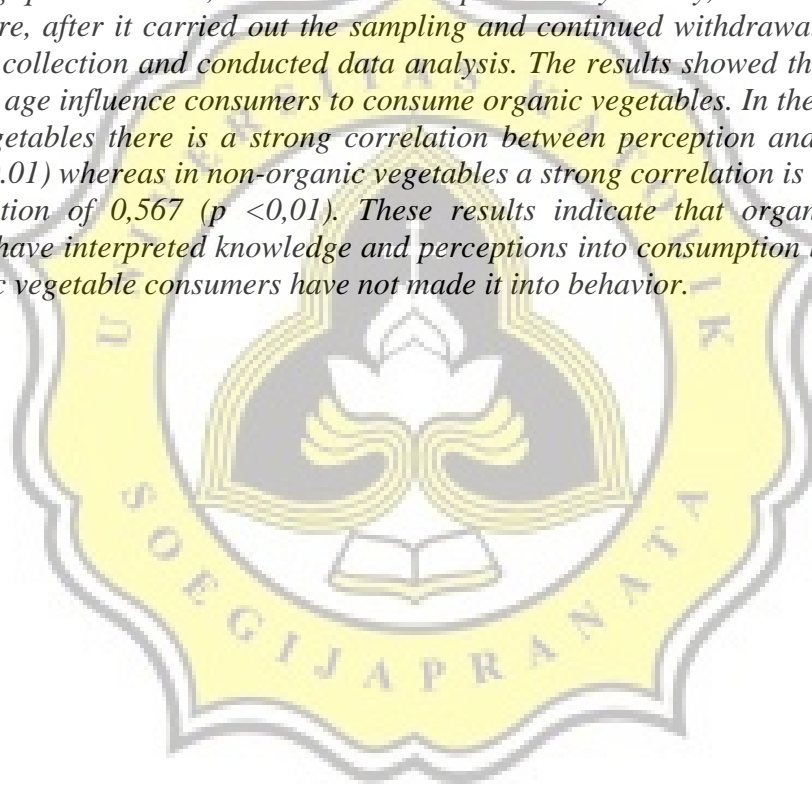 re, after it carried out the sampling and continued withdrawa
collection and conducted data analysis. The results showed th
age influence consumers to consume organic vegetables. In the
getables there is a strong correlation between perception and
.01) whereas in non-organic vegetables a strong correlation is
tion of 0,567 (p <0,01). These results indicate that organ
have interpreted knowledge and perceptions into consumption
c vegetable consumers have not made it into behavior.
UNIVERSITAS KATOLIK
SOEGIJAPRANATA